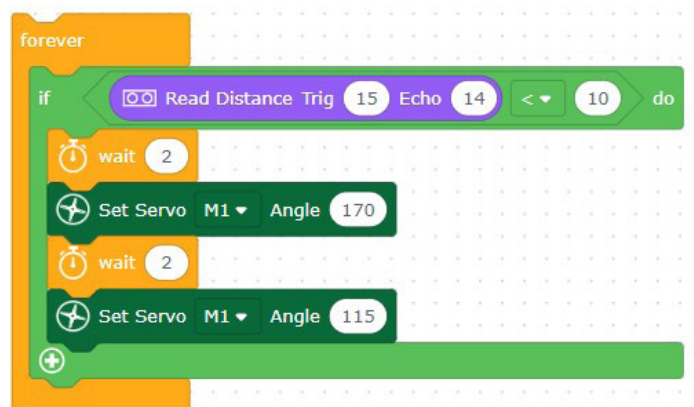 forever
if Read Distance Trig 15 Echo 14 < 10 do
wait 2
Set Servo M1 Angle 170
wait 2
Set Servo M1 Angle 115